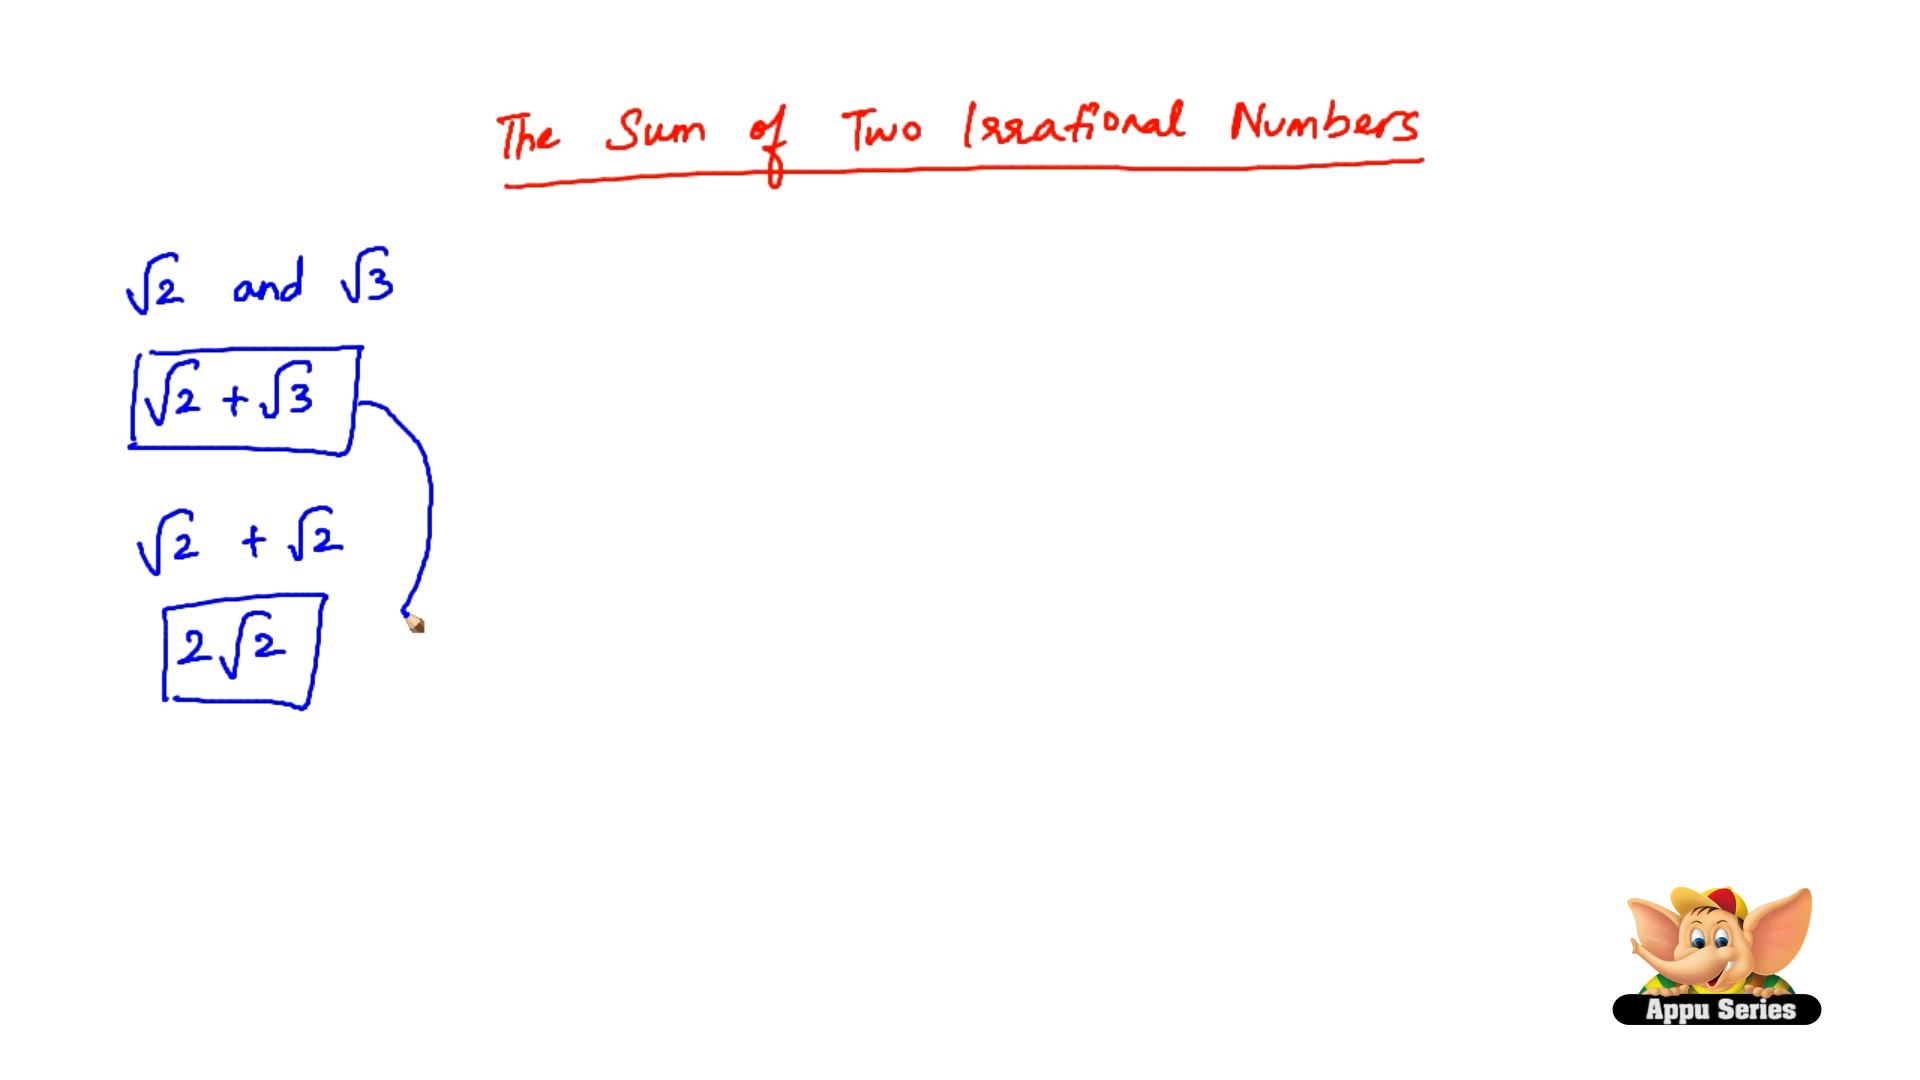 The Sum of Two Irrational Numbers
√2 and √3
√2 + √3
√2 + √2
2√2
Appu Series